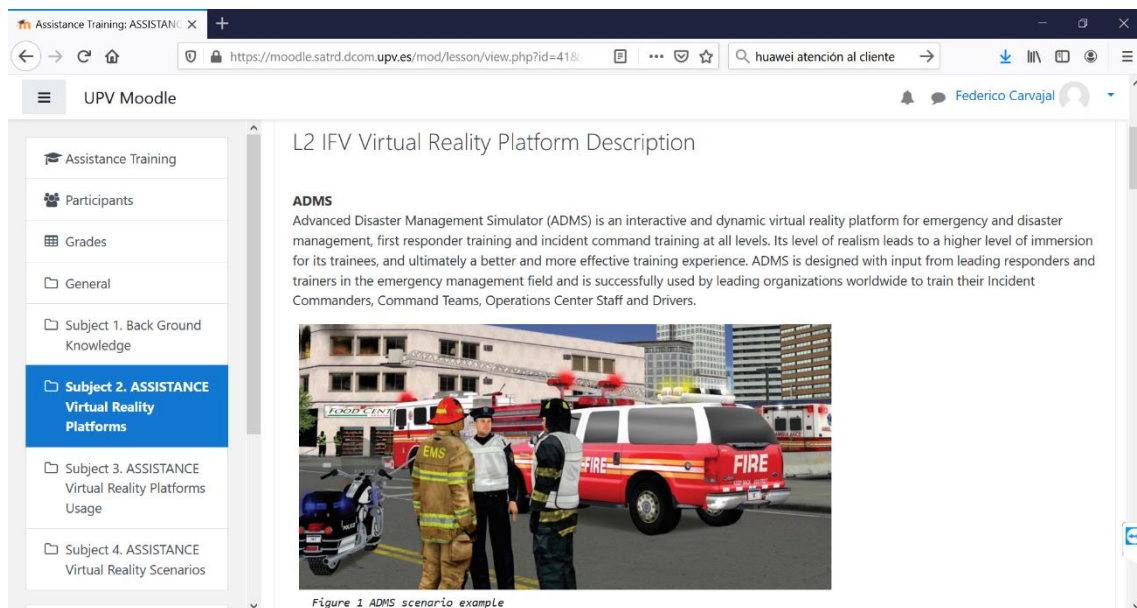 Assistance Training: ASSISTANC
https://moodle.satrd.dcom.upv.es/mod/lesson/view.php?id=418
huawei atención al cliente
UPV Moodle
Federico Carvajal
Assistance Training
Participants
Grades
General
Subject 1. Back Ground
Knowledge
Subject 2. ASSISTANCE
Virtual Reality
Platforms
Subject 3. ASSISTANCE
Virtual Reality Platforms
Usage
Subject 4. ASSISTANCE
Virtual Reality Scenarios
L2 IFV Virtual Reality Platform Description
ADMS
Advanced Disaster Management Simulator (ADMS) is an interactive and dynamic virtual reality platform for emergency and disaster
management, first responder training and incident command training at all levels. Its level of realism leads to a higher level of immersion
for its trainees, and ultimately a better and more effective training experience. ADMS is designed with input from leading responders and
trainers in the emergency management field and is successfully used by leading organizations worldwide to train their Incident
Commanders, Command Teams, Operations Center Staff and Drivers.
FOOD CENT
EMS
FIRE
FIRE
AMBULANCE
POLICE
Figure 1 ADMS scenario example